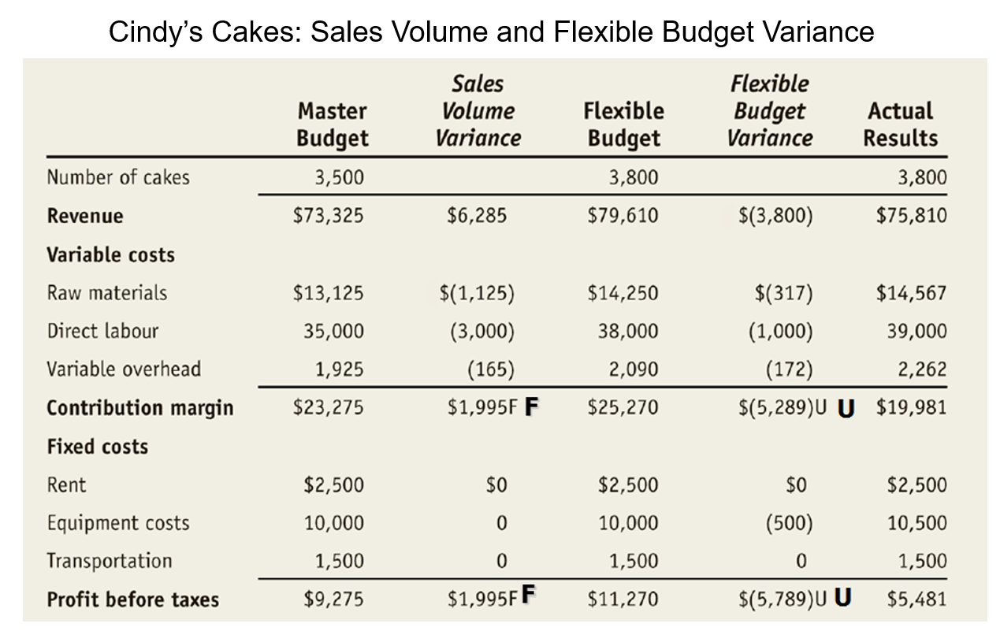 Cindy’s Cakes: Sales Volume and Flexible Budget Variance
Master Budget Sales Volume Variance Flexible Budget Flexible Budget Variance Actual Results
Number of cakes 3,500 3,800 3,800
Revenue $73,325 $6,285 $79,610 $(3,800) $75,810
Variable costs
Raw materials $13,125 $(1,125) $14,250 $(317) $14,567
Direct labour 35,000 (3,000) 38,000 (1,000) 39,000
Variable overhead 1,925 (165) 2,090 (172) 2,262
Contribution margin $23,275 $1,995F F $25,270 $(5,289)U U $19,981
Fixed costs
Rent $2,500 $0 $2,500 $0 $2,500
Equipment costs 10,000 0 10,000 (500) 10,500
Transportation 1,500 0 1,500 0 1,500
Profit before taxes $9,275 $1,995F F $11,270 $(5,789)U U $5,481